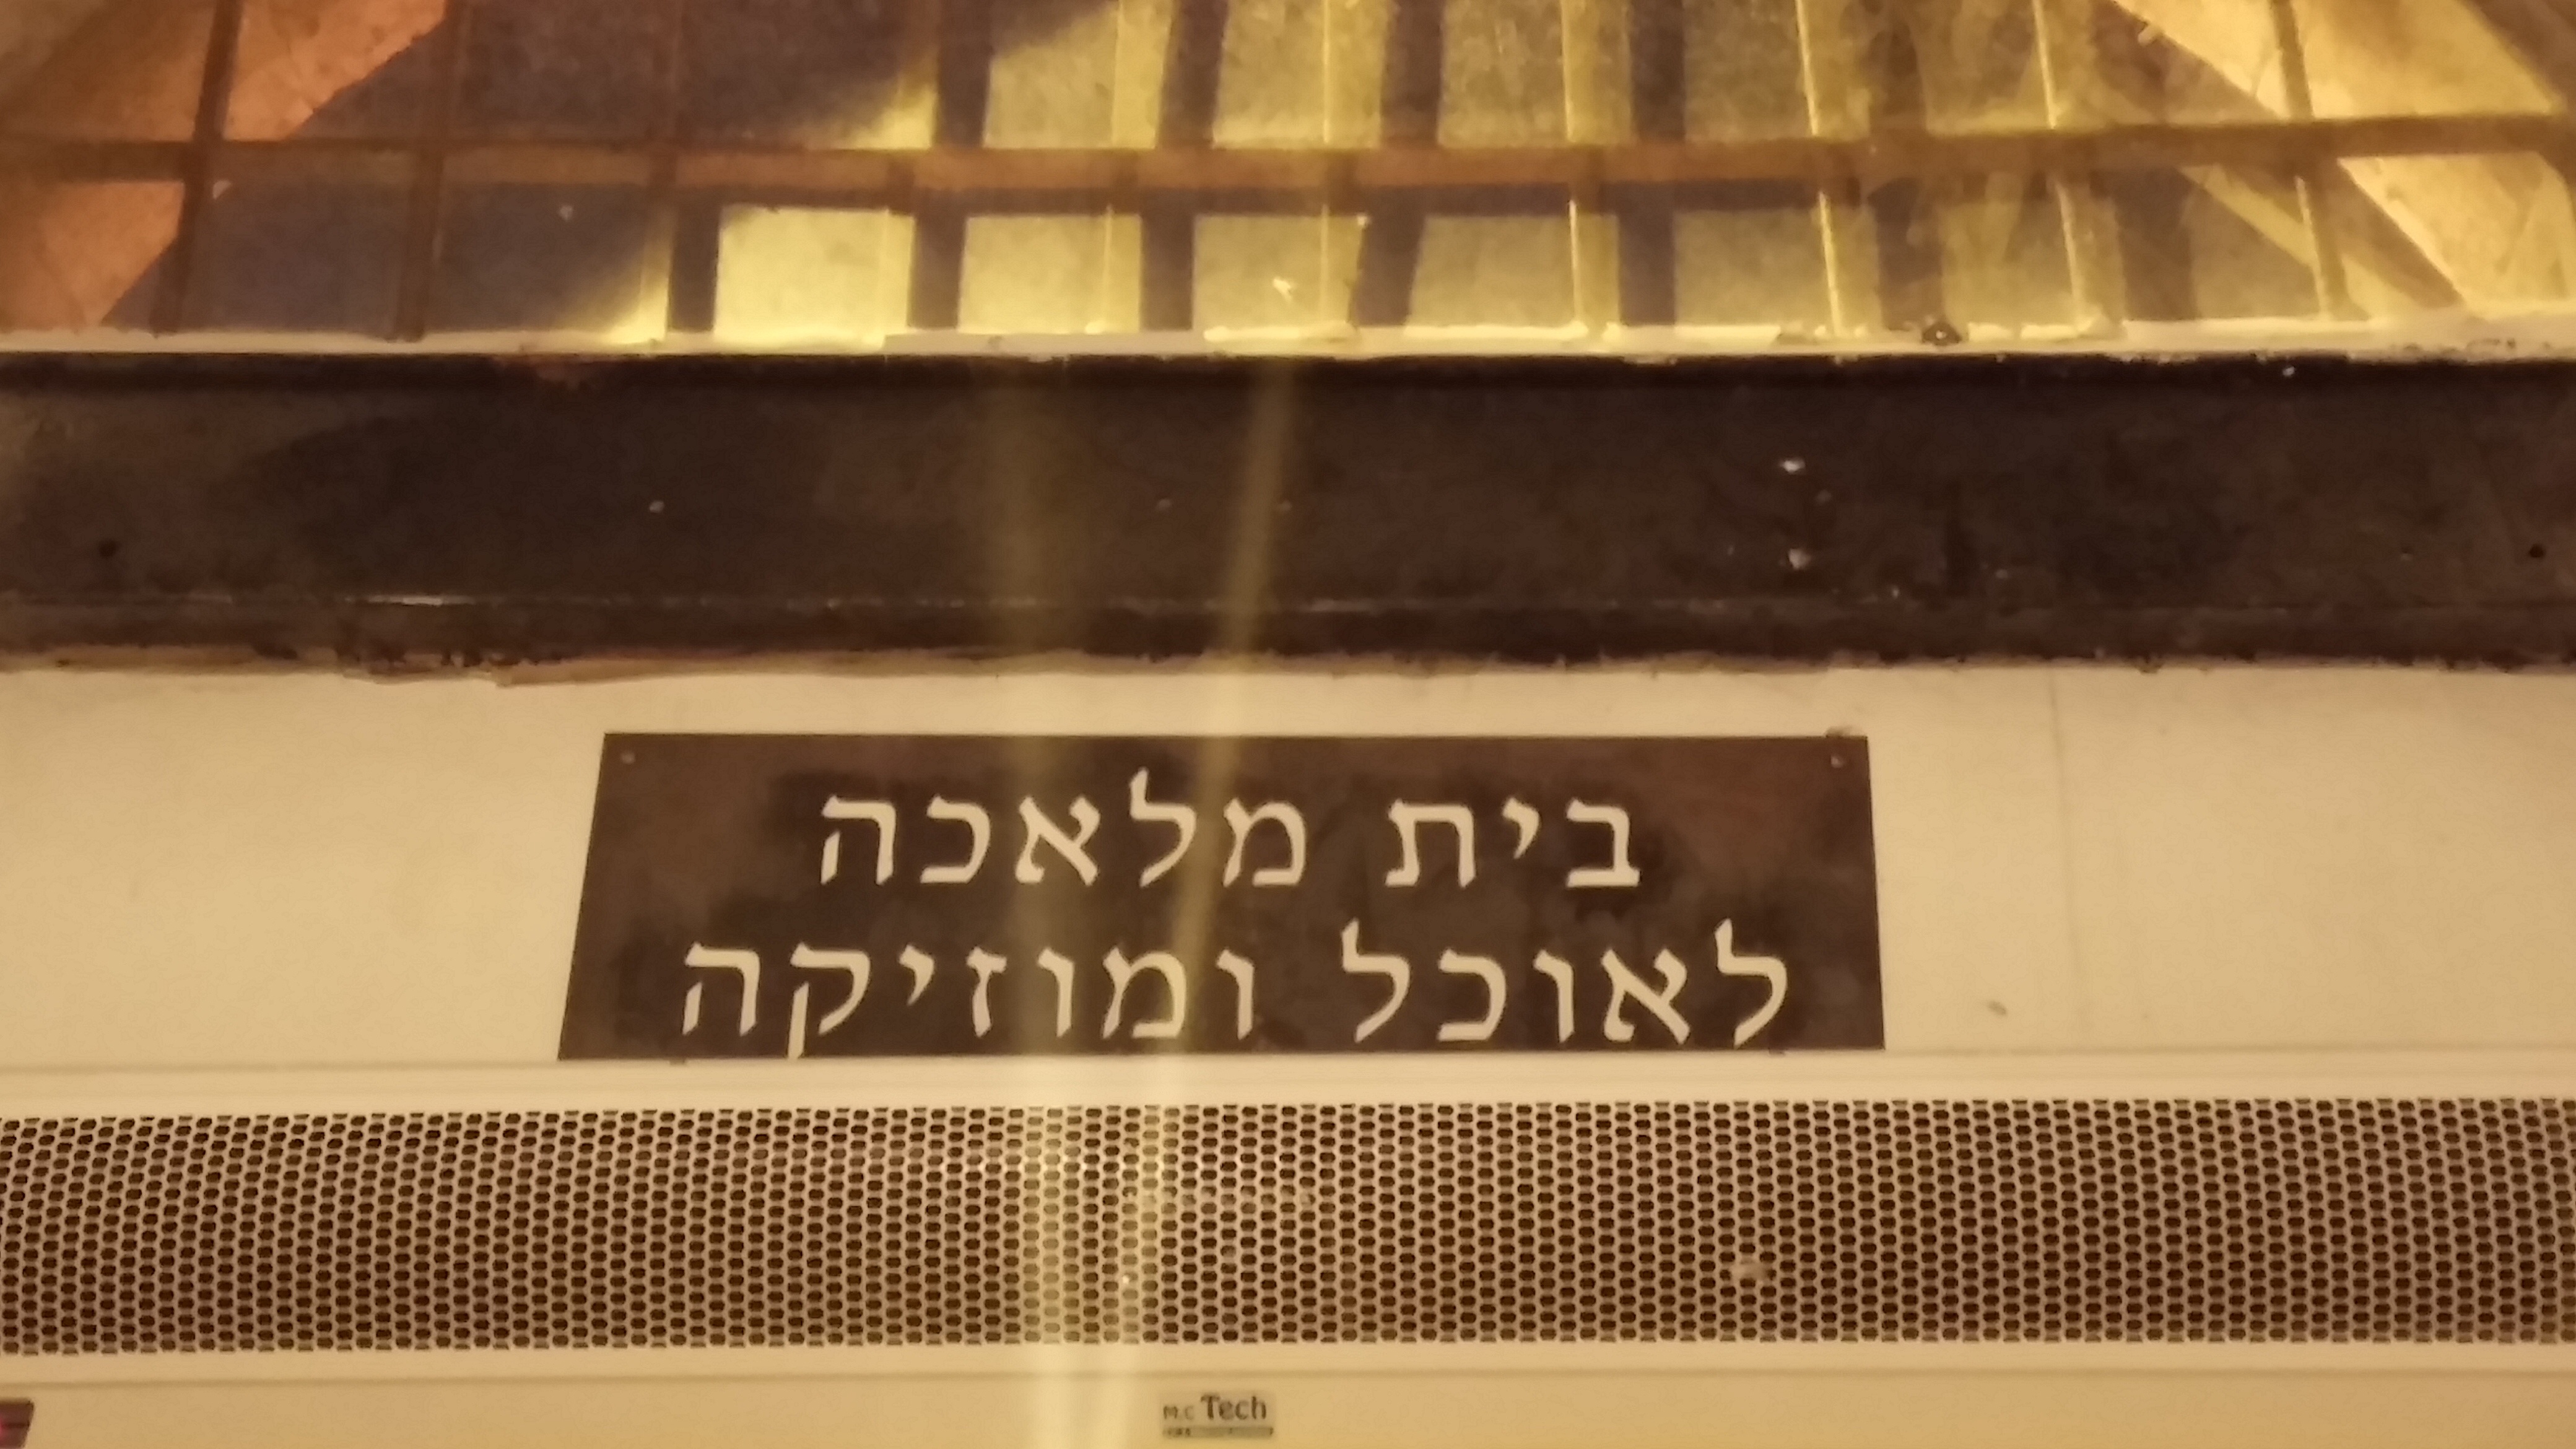 בית מלאכה
לאוכל ומוזיקה
M.C Tech